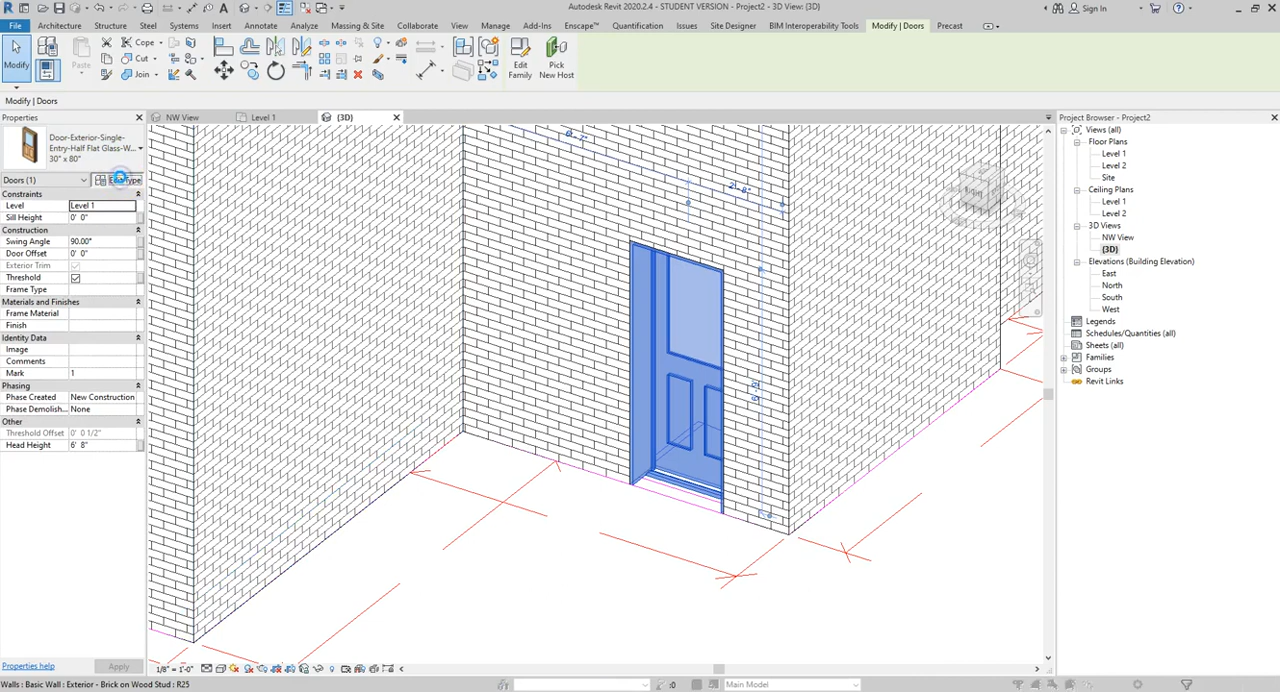 Autodesk Revit 2020.2.4 - STUDENT VERSION - Project2 - 3D View: {3D}
Sign In
File Architecture Structure Steel Systems Insert Annotate Analyze Massing & Site Collaborate View Manage Add-Ins Enscape™ Quantification Issues Site Designer BIM Interoperability Tools Modify | Doors Precast
Modify
Paste
Cope
Cut
Join
Edit Family
Pick New Host
Modify | Doors
Properties
NW View
Level 1
{3D}
Project Browser - Project2
Door-Exterior-Single-
Entry-Half Flat Glass-W...
30" x 80"
Doors (1)
Constraints
Level Level 1
Sill Height 0' 0"
Construction
Swing Angle 90.00°
Door Offset 0' 0"
Exterior Trim
Threshold
Frame Type
Materials and Finishes
Frame Material
Finish
Identity Data
Image
Comments
Mark 1
Phasing
Phase Created New Construction
Phase Demolish... None
Other
Threshold Offset 0' 0 1/2"
Head Height 6' 8"
Properties help
Apply
2' - 8"
RIGHT
Views (all)
Floor Plans
Level 1
Level 2
Site
Ceiling Plans
Level 1
Level 2
3D Views
NW View
{3D}
Elevations (Building Elevation)
East
North
South
West
Legends
Schedules/Quantities (all)
Sheets (all)
Families
Groups
Revit Links
1/8" = 1'-0"
Walls : Basic Wall : Exterior - Brick on Wood Stud : R25
:0
Main Model